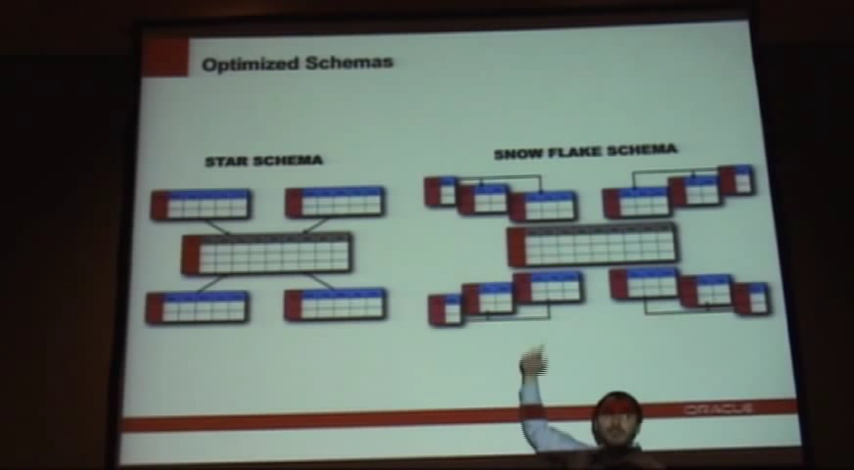 Optimized Schemas
STAR SCHEMA
SNOW FLAKE SCHEMA
ORACLE